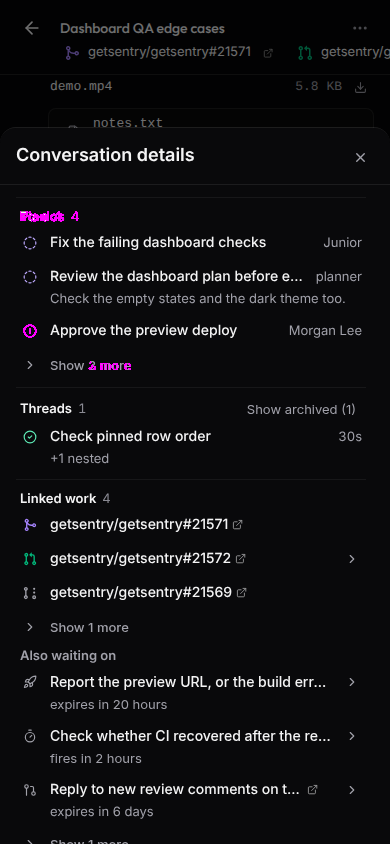 Dashboard QA edge cases
getsentry/getsentry#21571
getsentry/g
demo.mp4
5.8 KB
notes.txt
Conversation details
4
Fix the failing dashboard checks
Junior
Review the dashboard plan before e...
planner
Check the empty states and the dark theme too.
Approve the preview deploy
Morgan Lee
Show more
Threads 1
Show archived (1)
Check pinned row order
30s
+1 nested
Linked work 4
getsentry/getsentry#21571
getsentry/getsentry#21572
getsentry/getsentry#21569
Show 1 more
Also waiting on
Report the preview URL, or the build err...
expires in 20 hours
Check whether CI recovered after the re...
fires in 2 hours
Reply to new review comments on t...
expires in 6 days
Show 1 more